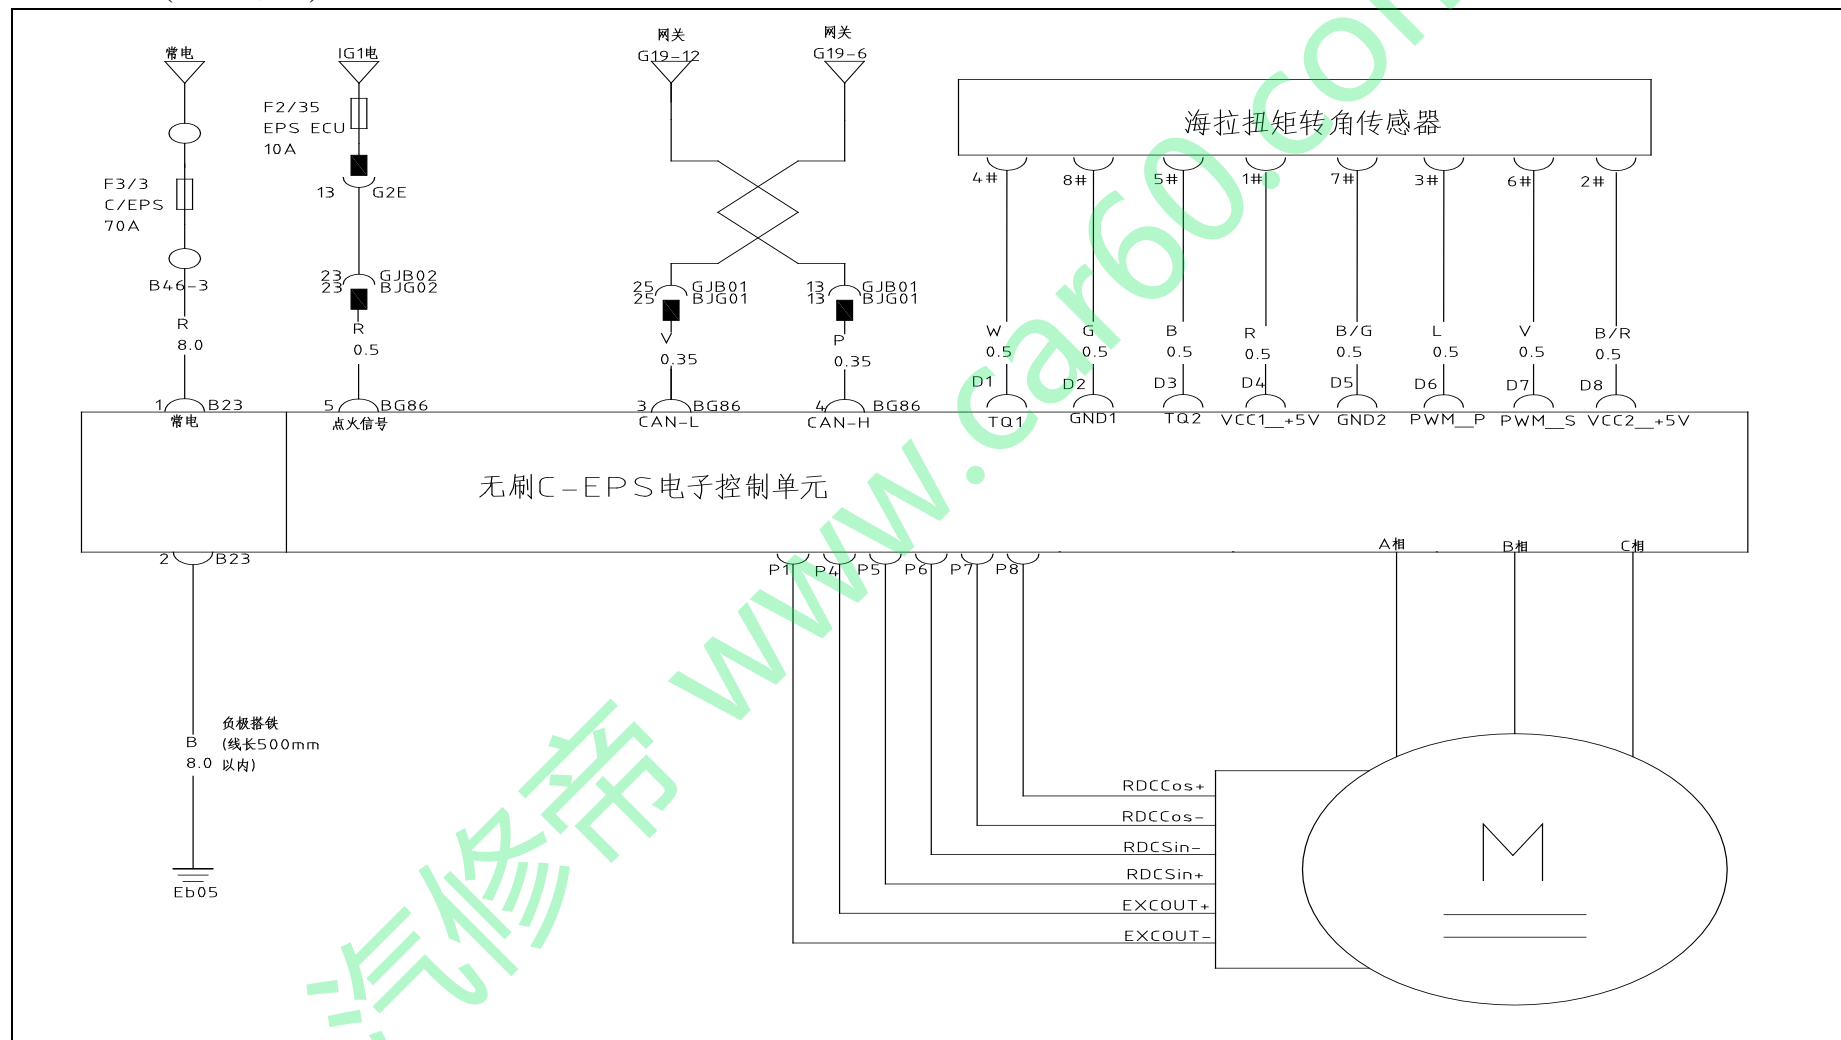 常电
IG1电
网关
G19-12
网关
G19-6
F2/35
EPS ECU
10A
13
G2E
F3/3
C/EPS
70A
B46-3
23
GJB02
23
BJG02
25
GJB01
25
BJG01
13
GJB01
13
BJG01
海拉扭矩转角传感器
4#
8#
5#
1#
7#
3#
6#
2#
R
8.0
R
0.5
V
0.35
P
0.35
W
0.5
G
0.5
B
0.5
R
0.5
B/G
0.5
L
0.5
V
0.5
B/R
0.5
D1
D2
D3
D4
D5
D6
D7
D8
1
B23
5
BG86
3
BG86
4
BG86
常电
点火信号
CAN-L
CAN-H
TQ1
GND1
TQ2
VCC1__+5V
GND2
PWM__P
PWM__S
VCC2__+5V
无刷C-EPS电子控制单元
A相
B相
C相
2
B23
P1
P4
P5
P6
P7
P8
B
8.0
负极搭铁
(线长500mm
以内)
Eb05
RDCCos+
RDCCos-
RDCSin-
RDCSin+
EXCOUT+
EXCOUT-
M
汽修帝 www.car60.com